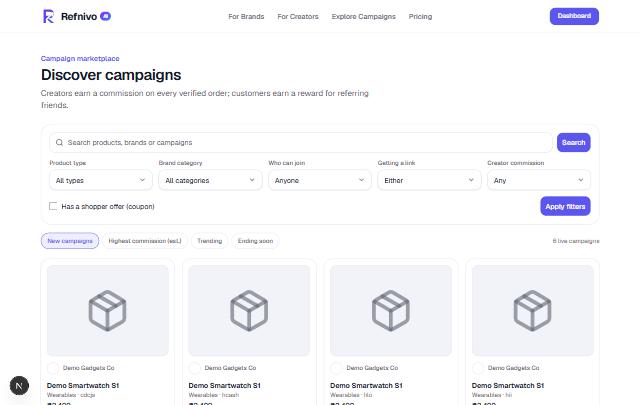 Refnivo AI
For Brands
For Creators
Explore Campaigns
Pricing
Dashboard
Campaign marketplace
Discover campaigns
Creators earn a commission on every verified order; customers earn a reward for referring
friends.
Search products, brands or campaigns
Search
Product type
Brand category
Who can join
Getting a link
Creator commission
All types
All categories
Anyone
Either
Any
Has a shopper offer (coupon)
Apply filters
New campaigns
Highest commission (est.)
Trending
Ending soon
6 live campaigns
Demo Gadgets Co
Demo Gadgets Co
Demo Gadgets Co
Demo Gadgets Co
Demo Smartwatch S1
Demo Smartwatch S1
Demo Smartwatch S1
Demo Smartwatch S1
Wearables ·
Wearables · hcash
Wearables ·
Wearables · hii
N